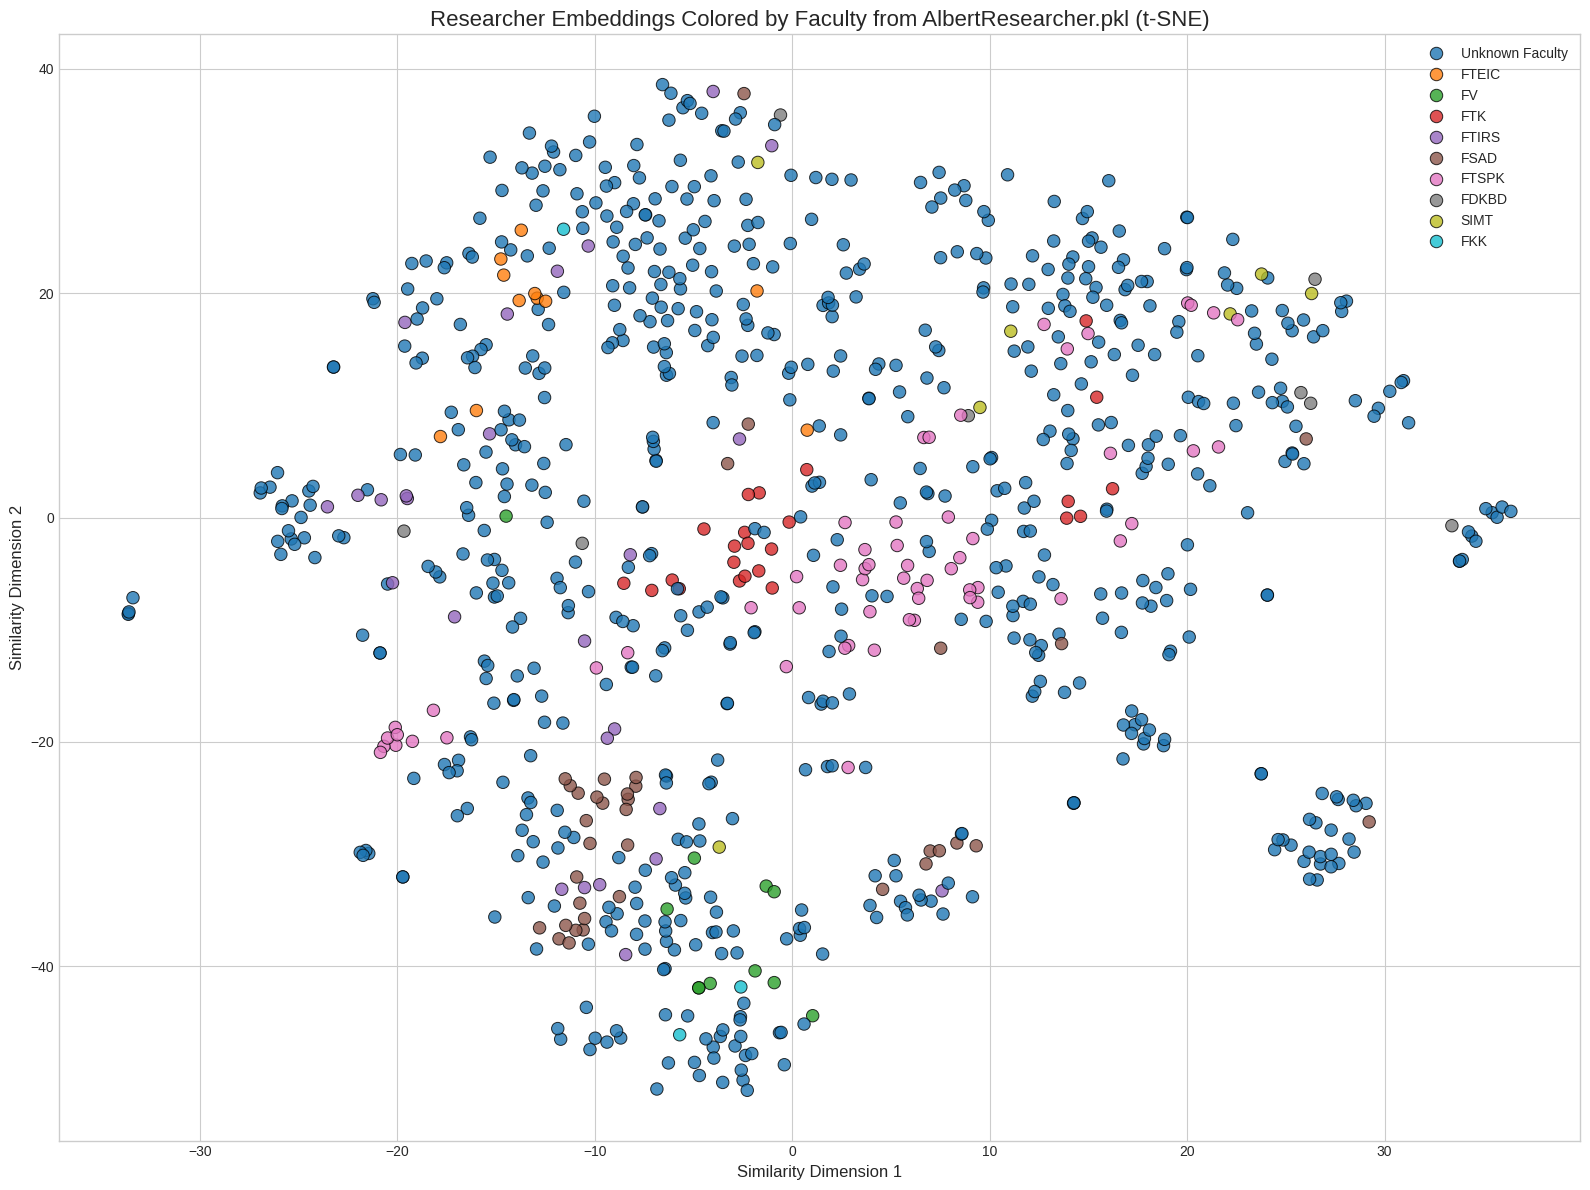 Researcher Embeddings Colored by Faculty from AlbertResearcher.pkl (t-SNE)
Unknown Faculty
FTEIC
FV
FTK
FTIRS
FSAD
FTSPK
FDKBD
SIMT
FKK
40
20
0
−20
−40
Similarity Dimension 2
−30
−20
−10
0
10
20
30
Similarity Dimension 1